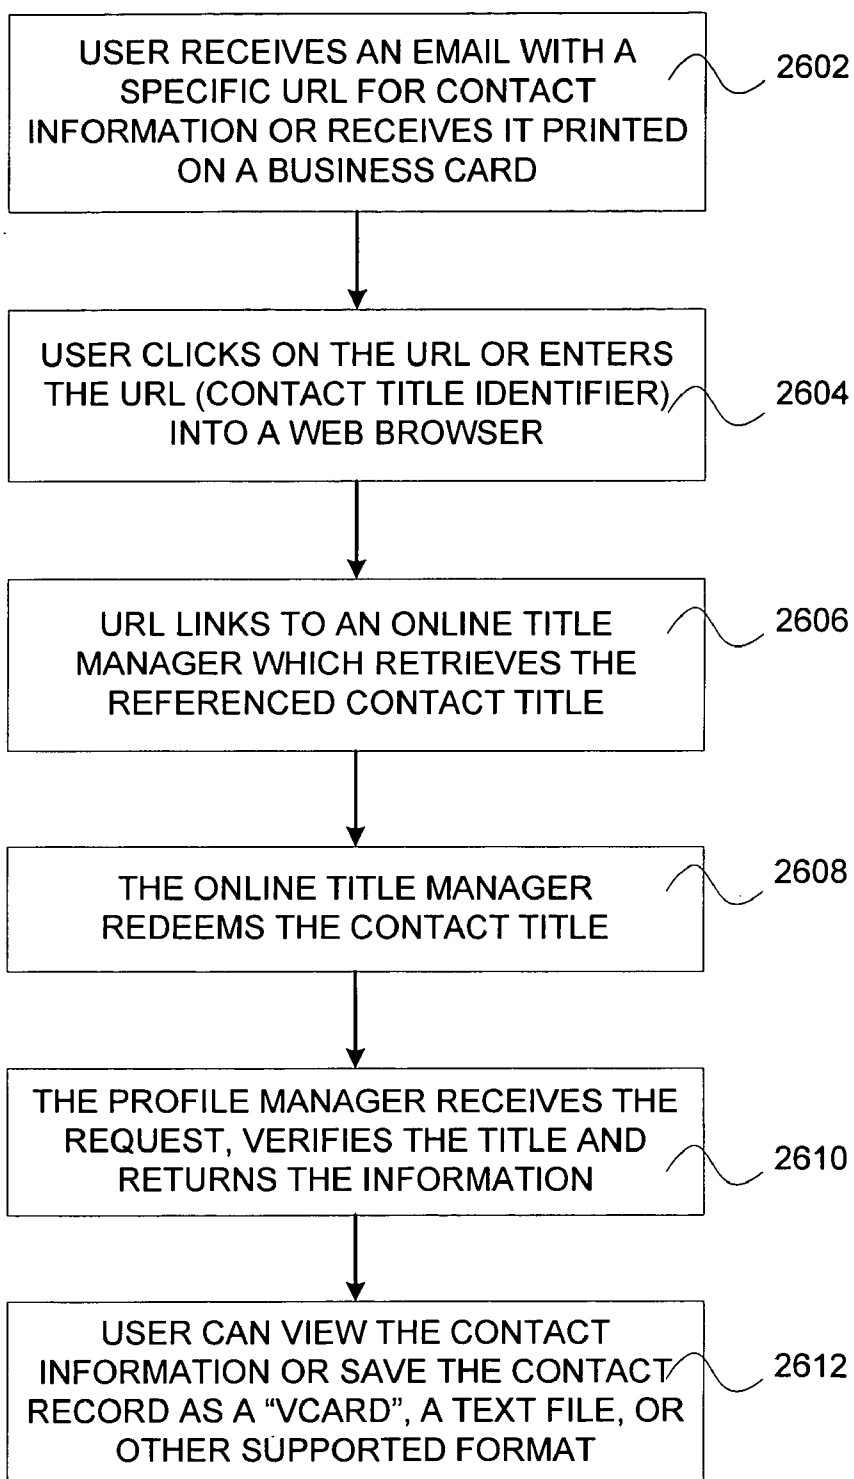 USER RECEIVES AN EMAIL WITH A
SPECIFIC URL FOR CONTACT
INFORMATION OR RECEIVES IT PRINTED
ON A BUSINESS CARD
2602
USER CLICKS ON THE URL OR ENTERS
THE URL (CONTACT TITLE IDENTIFIER)
INTO A WEB BROWSER
2604
URL LINKS TO AN ONLINE TITLE
MANAGER WHICH RETRIEVES THE
REFERENCED CONTACT TITLE
2606
THE ONLINE TITLE MANAGER
REDEEMS THE CONTACT TITLE
2608
THE PROFILE MANAGER RECEIVES THE
REQUEST, VERIFIES THE TITLE AND
RETURNS THE INFORMATION
2610
USER CAN VIEW THE CONTACT
INFORMATION OR SAVE THE CONTACT
RECORD AS A “VCARD”, A TEXT FILE, OR
OTHER SUPPORTED FORMAT
2612